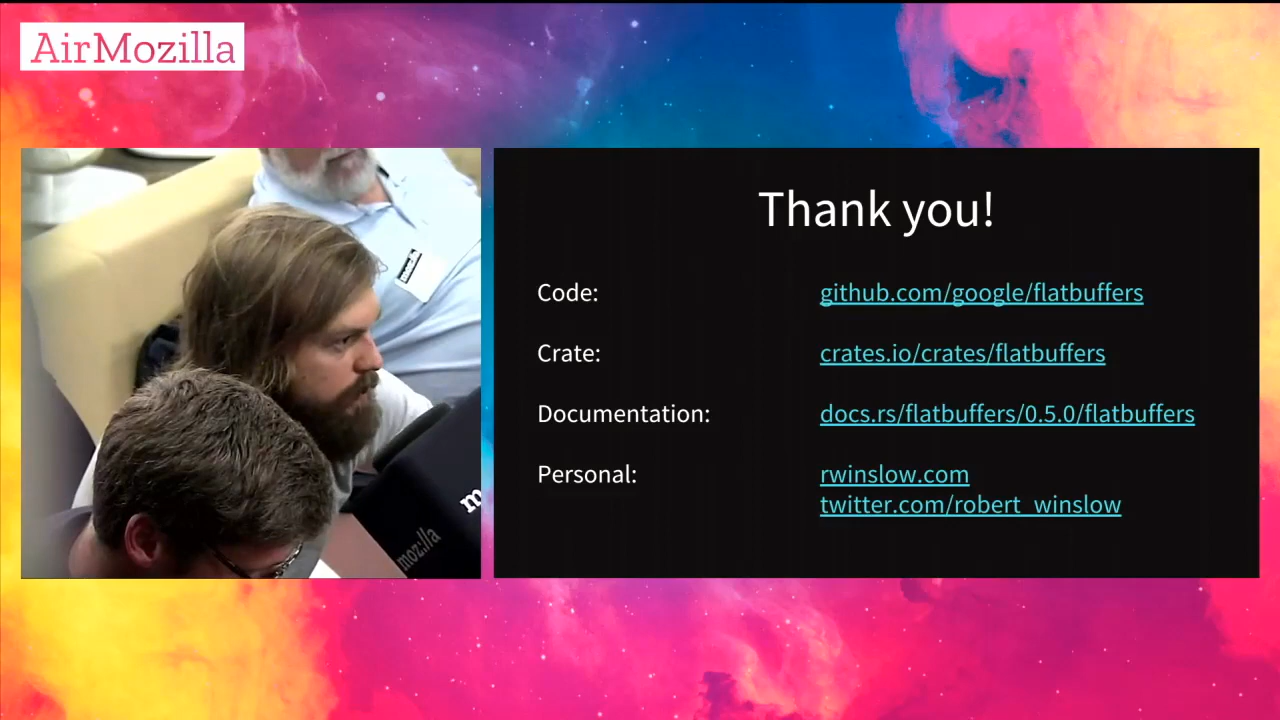 AirMozilla
Thank you!
Code: github.com/google/flatbuffers
Crate: crates.io/crates/flatbuffers
Documentation: docs.rs/flatbuffers/0.5.0/flatbuffers
Personal: rwinslow.com
twitter.com/robert_winslow
m
moz://a